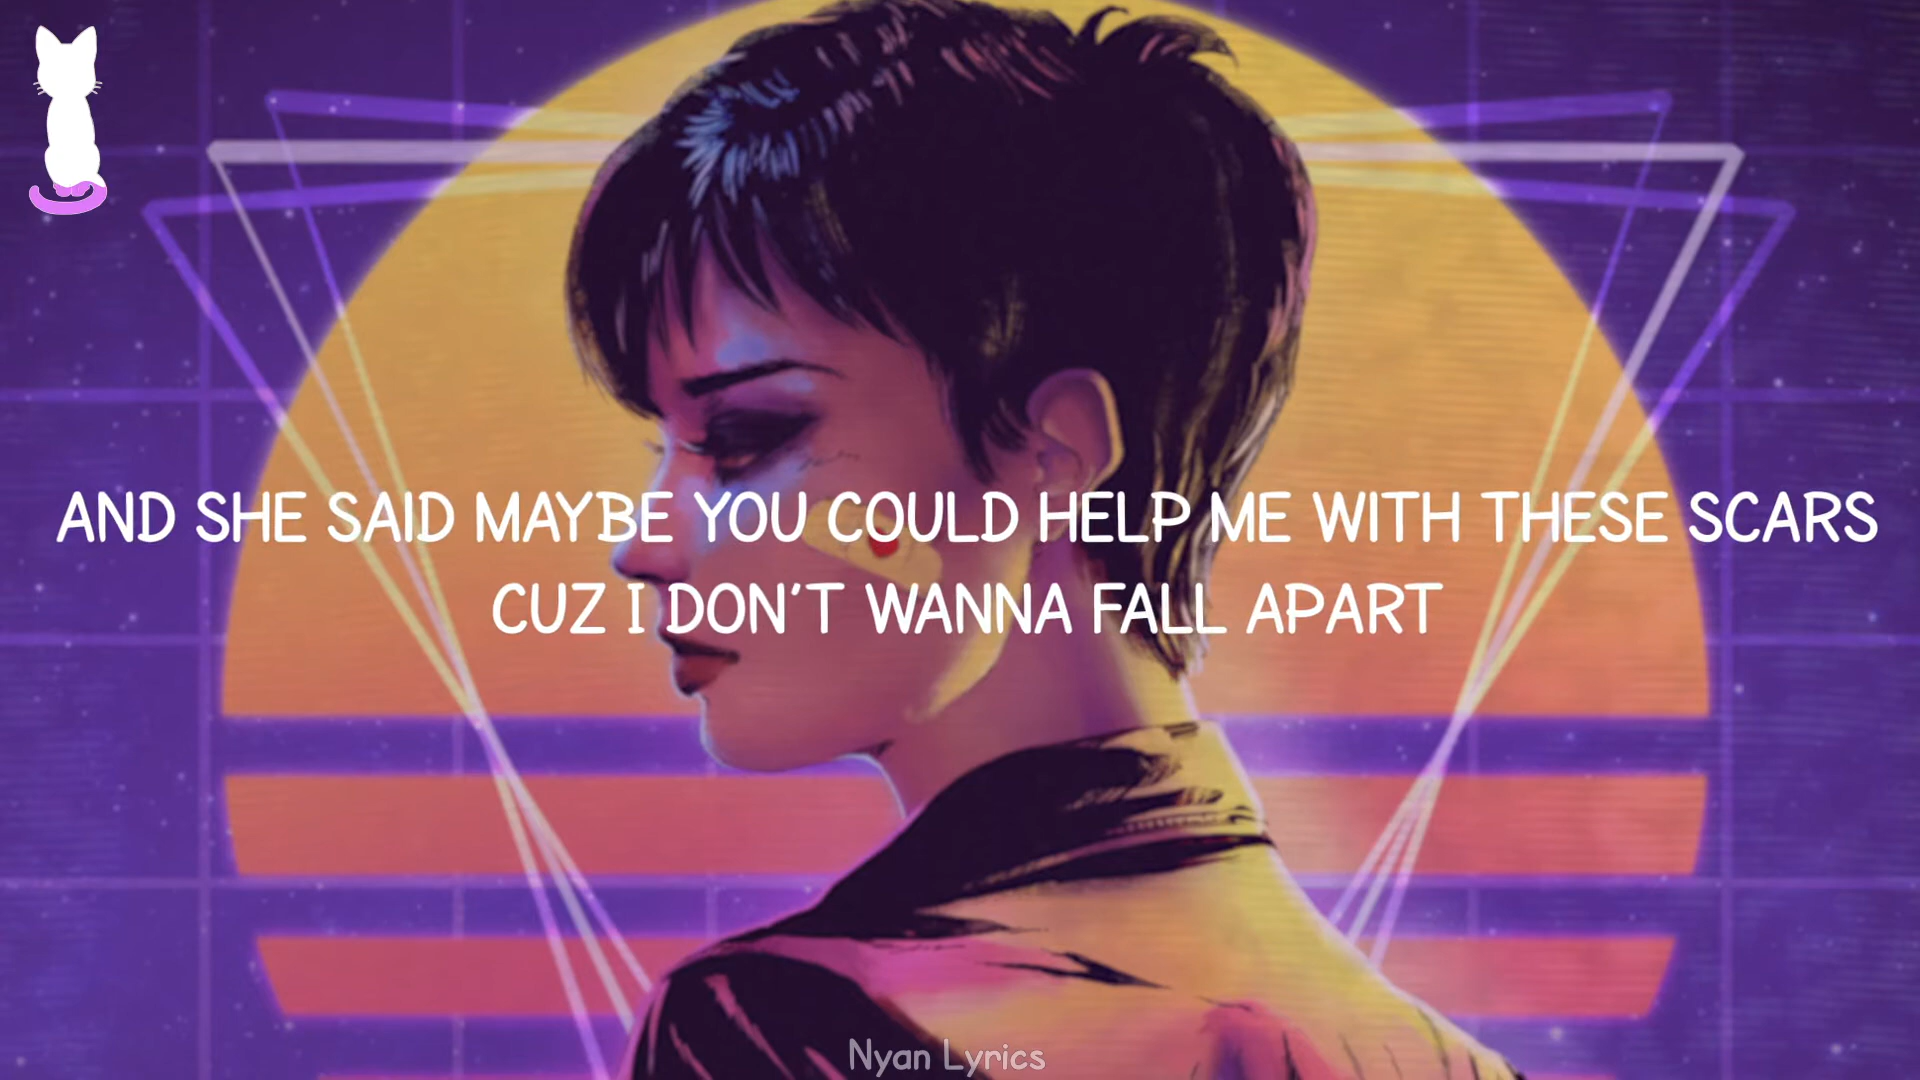 AND SHE SAID MAYBE YOU COULD HELP ME WITH THESE SCARS
CUZ I DON'T WANNA FALL APART
Nyan Lyrics